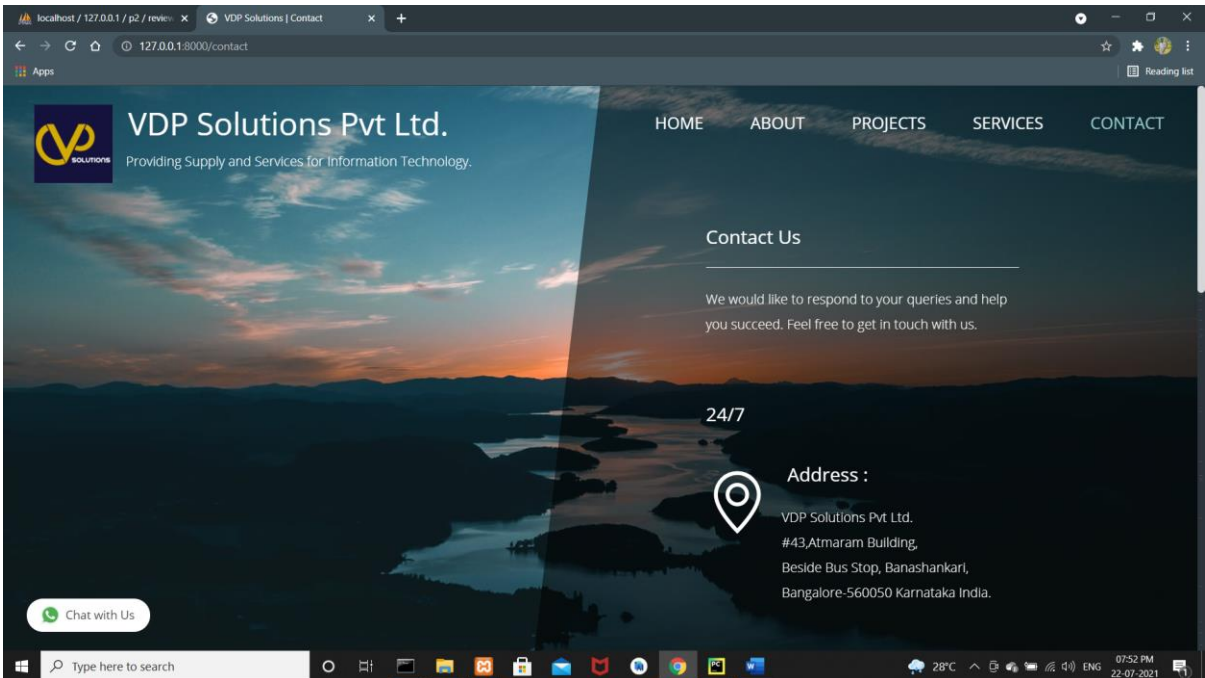 localhost / 127.0.0.1 / p2 / review
VDP Solutions | Contact
127.0.0.1:8000/contact
Apps
Reading list
VP
SOLUTIONS
VDP Solutions Pvt Ltd.
Providing Supply and Services for Information Technology.
HOME ABOUT PROJECTS SERVICES CONTACT
Contact Us
We would like to respond to your queries and help
you succeed. Feel free to get in touch with us.
24/7
Address :
VDP Solutions Pvt Ltd.
#43,Atmaram Building,
Beside Bus Stop, Banashankari,
Bangalore-560050 Karnataka India.
Chat with Us
Type here to search
PC
28°C
ENG
07:52 PM
22-07-2021